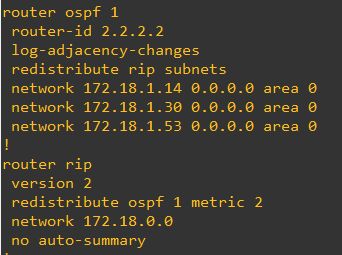 router ospf 1
router-id 2.2.2.2
log-adjacency-changes
redistribute rip subnets
network 172.18.1.14 0.0.0.0 area 0
network 172.18.1.30 0.0.0.0 area 0
network 172.18.1.53 0.0.0.0 area 0
!
router rip
version 2
redistribute ospf 1 metric 2
network 172.18.0.0
no auto-summary